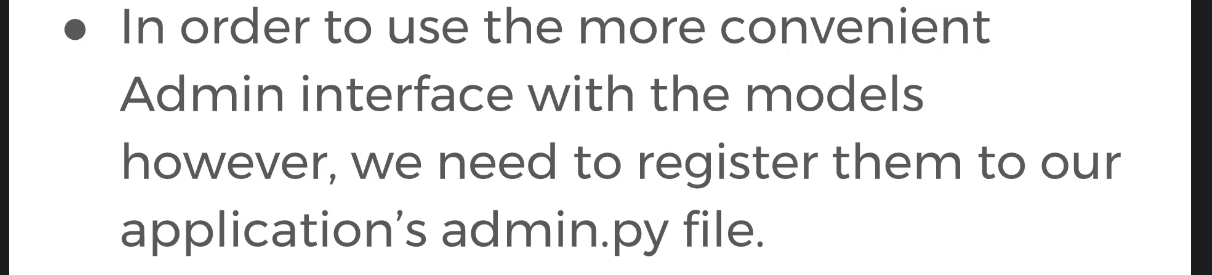 ● In order to use the more convenient
Admin interface with the models
however, we need to register them to our
application’s admin.py file.